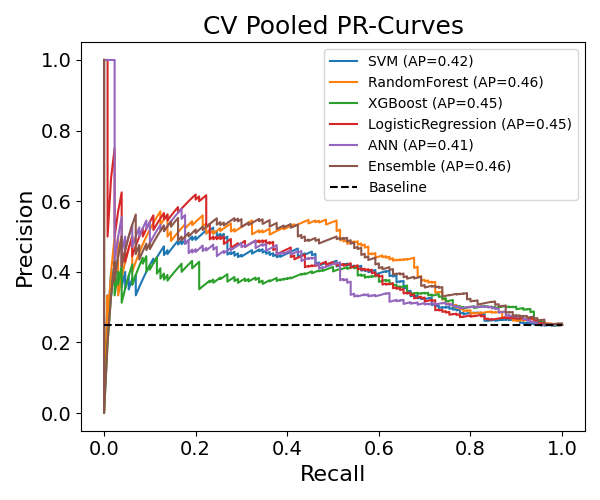 CV Pooled PR-Curves
SVM (AP=0.42)
RandomForest (AP=0.46)
XGBoost (AP=0.45)
LogisticRegression (AP=0.45)
ANN (AP=0.41)
Ensemble (AP=0.46)
Baseline
Precision
1.0
0.8
0.6
0.4
0.2
0.0
0.0 0.2 0.4 0.6 0.8 1.0
Recall